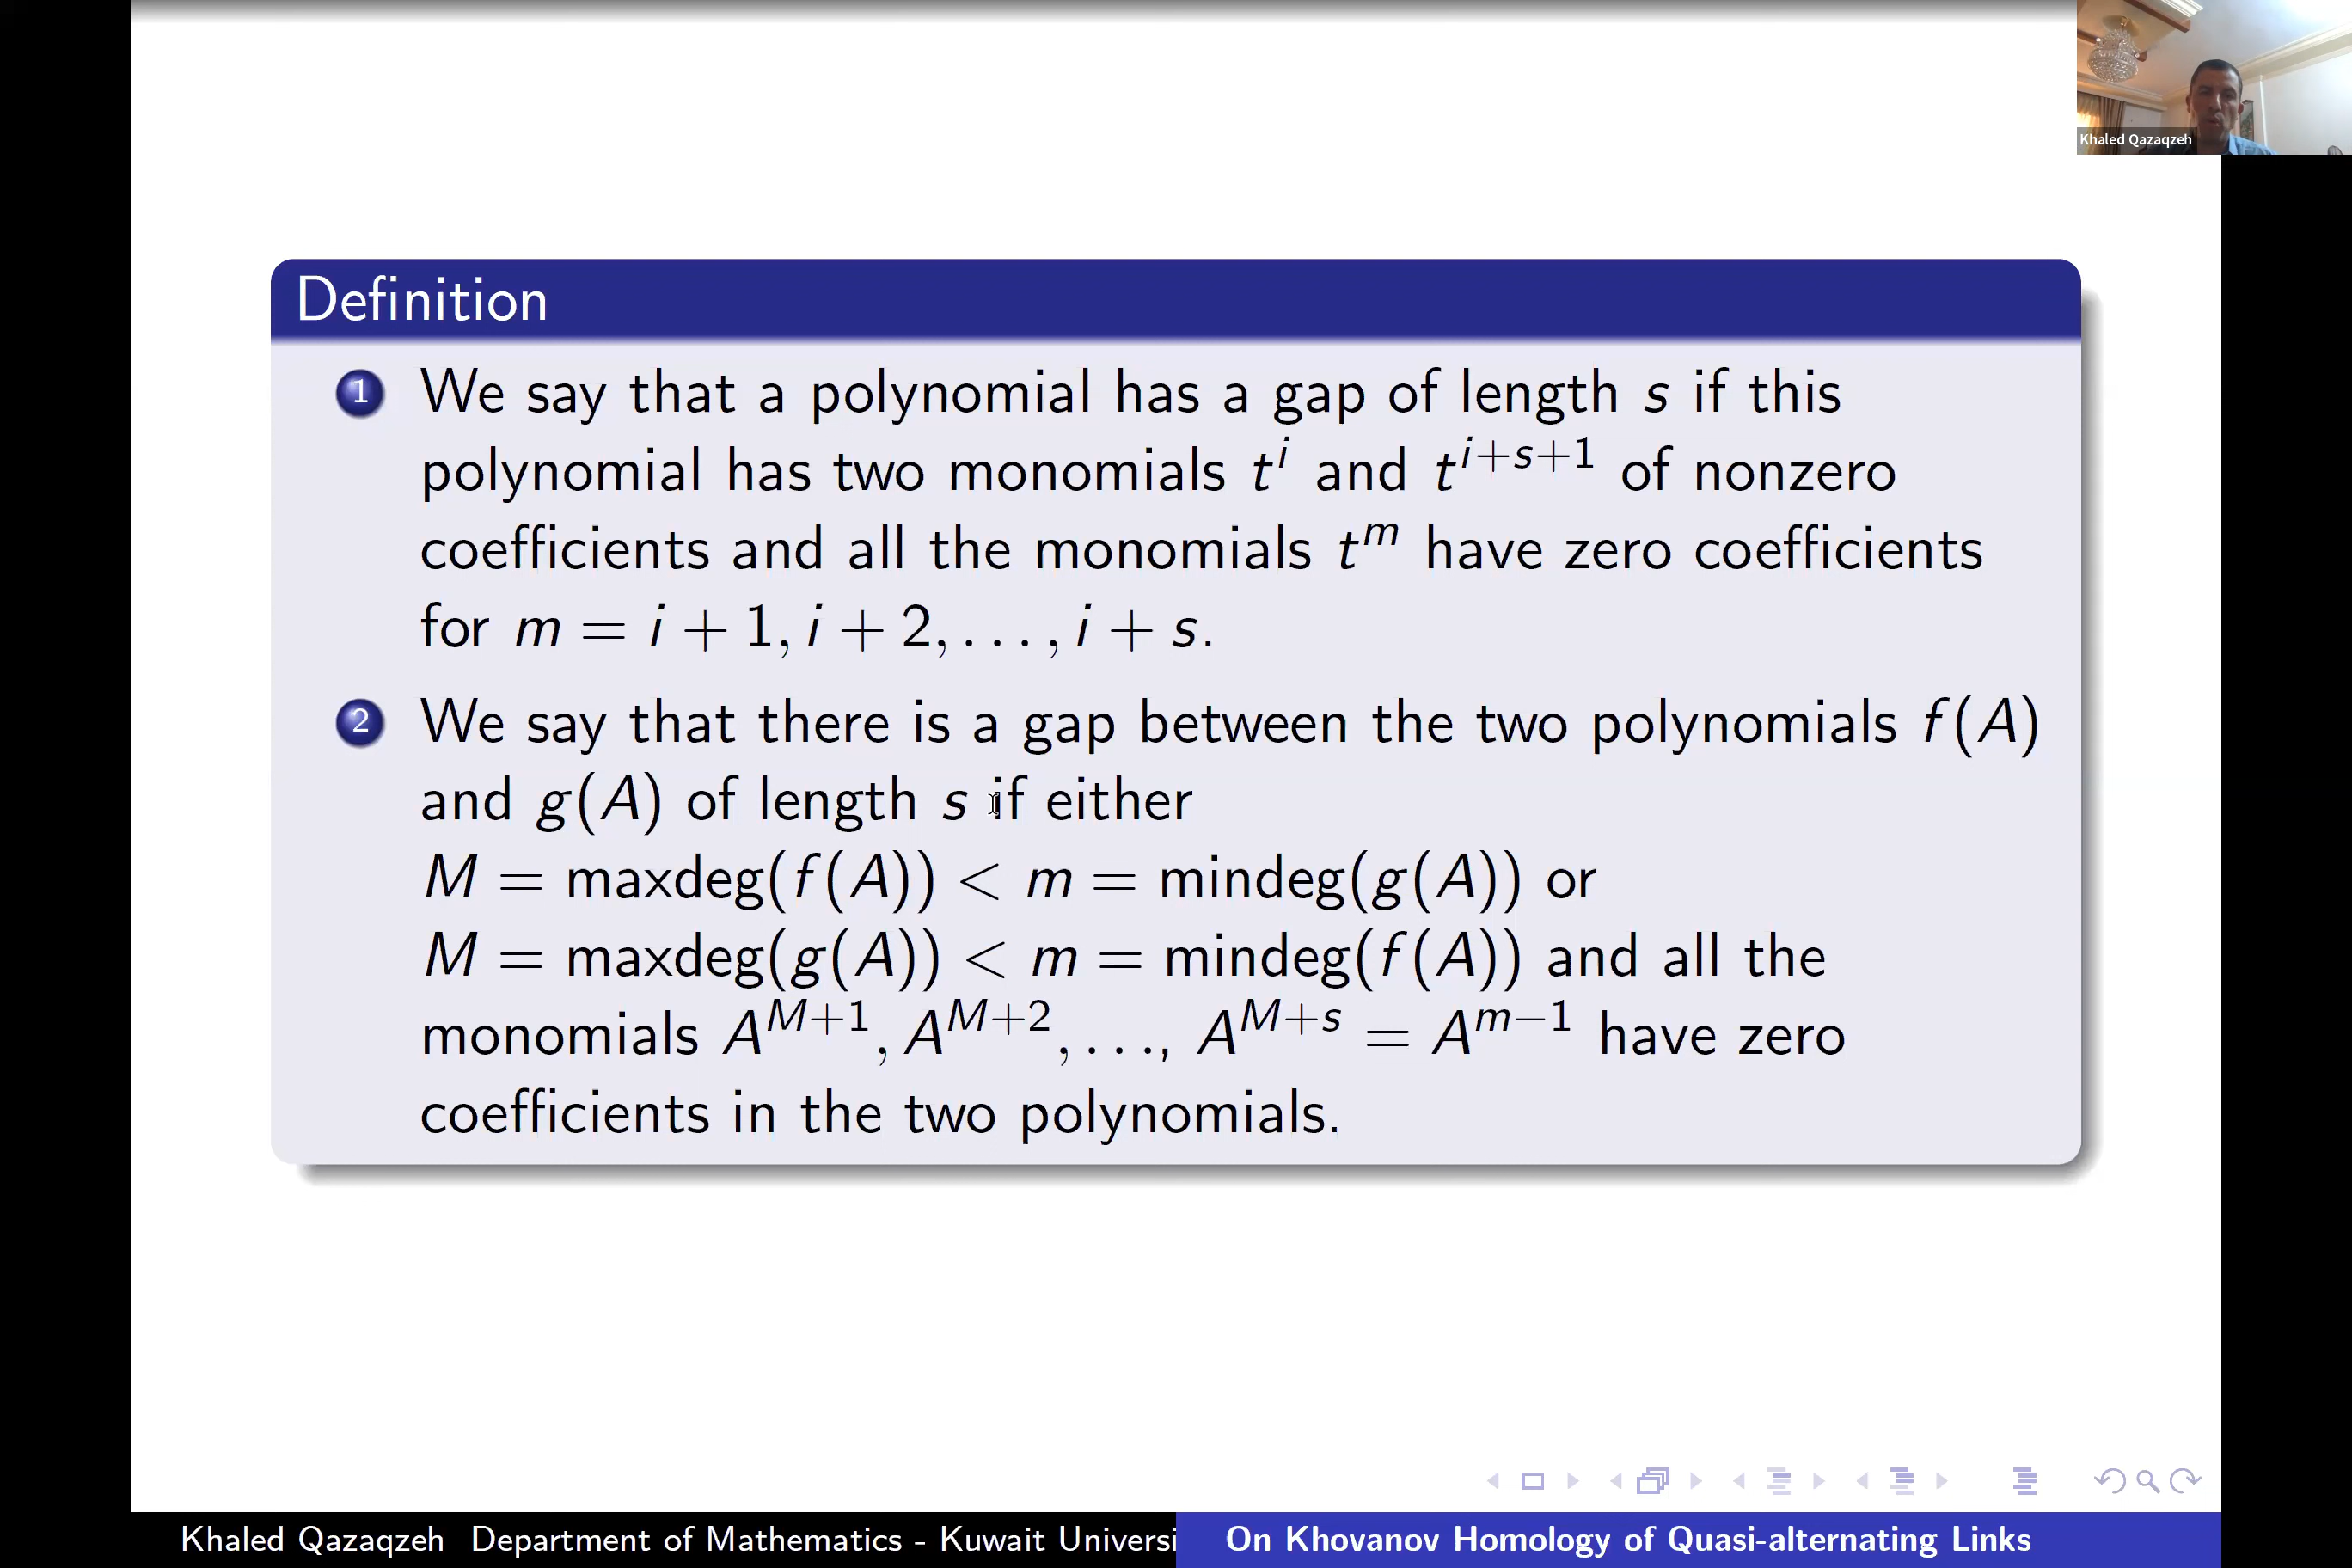 Khaled Qazaqzeh
Definition
1 We say that a polynomial has a gap of length s if this
polynomial has two monomials t^i and t^{i+s+1} of nonzero
coefficients and all the monomials t^m have zero coefficients
for m = i + 1, i + 2, . . . , i + s.
2 We say that there is a gap between the two polynomials f(A)
and g(A) of length s if either
M = maxdeg(f(A)) < m = mindeg(g(A)) or
M = maxdeg(g(A)) < m = mindeg(f(A)) and all the
monomials A^{M+1}, A^{M+2}, . . ., A^{M+s} = A^{m−1} have zero
coefficients in the two polynomials.
Khaled Qazaqzeh Department of Mathematics - Kuwait Universi
On Khovanov Homology of Quasi-alternating Links